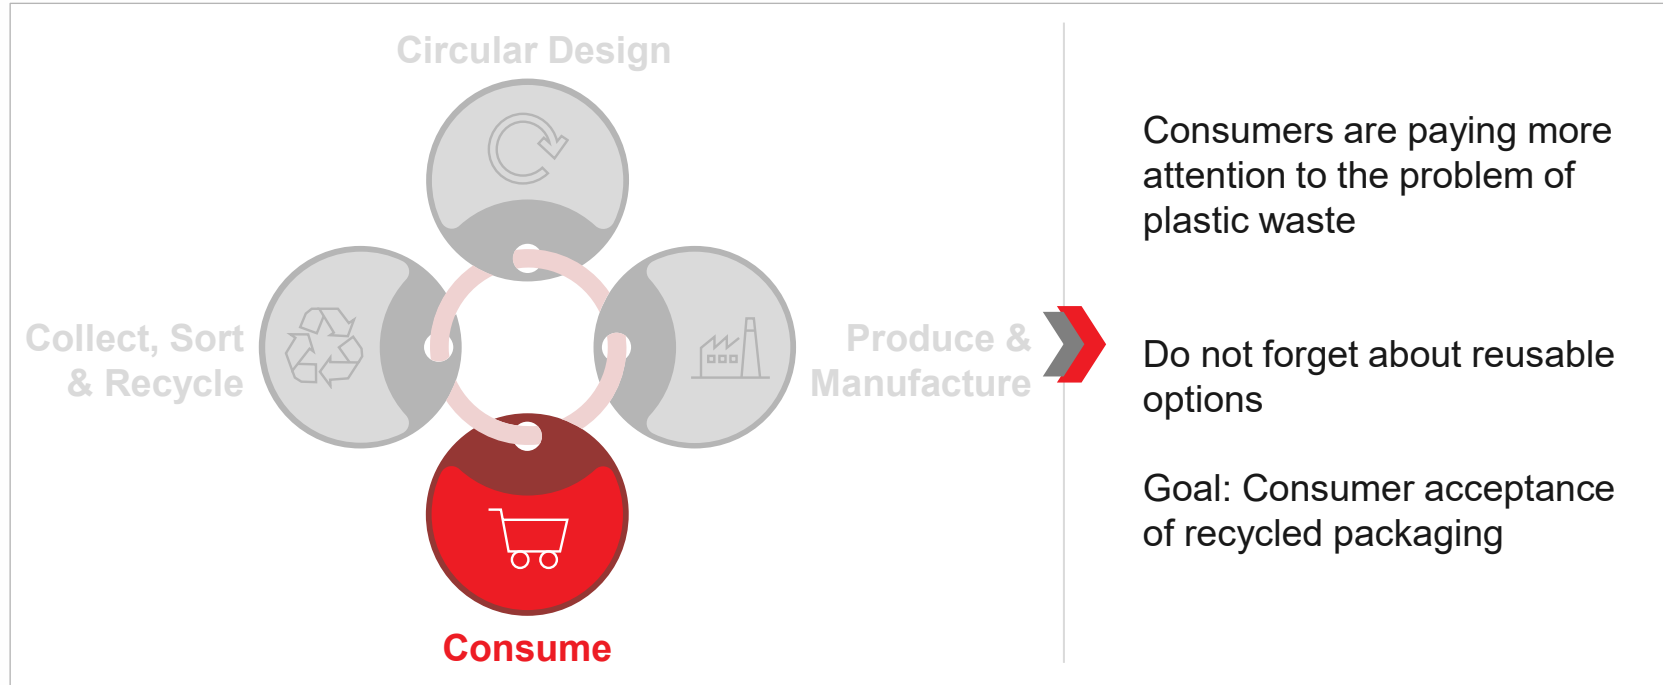 Circular Design
Collect, Sort
& Recycle
Produce &
Manufacture
Consume
Consumers are paying more
attention to the problem of
plastic waste
Do not forget about reusable
options
Goal: Consumer acceptance
of recycled packaging